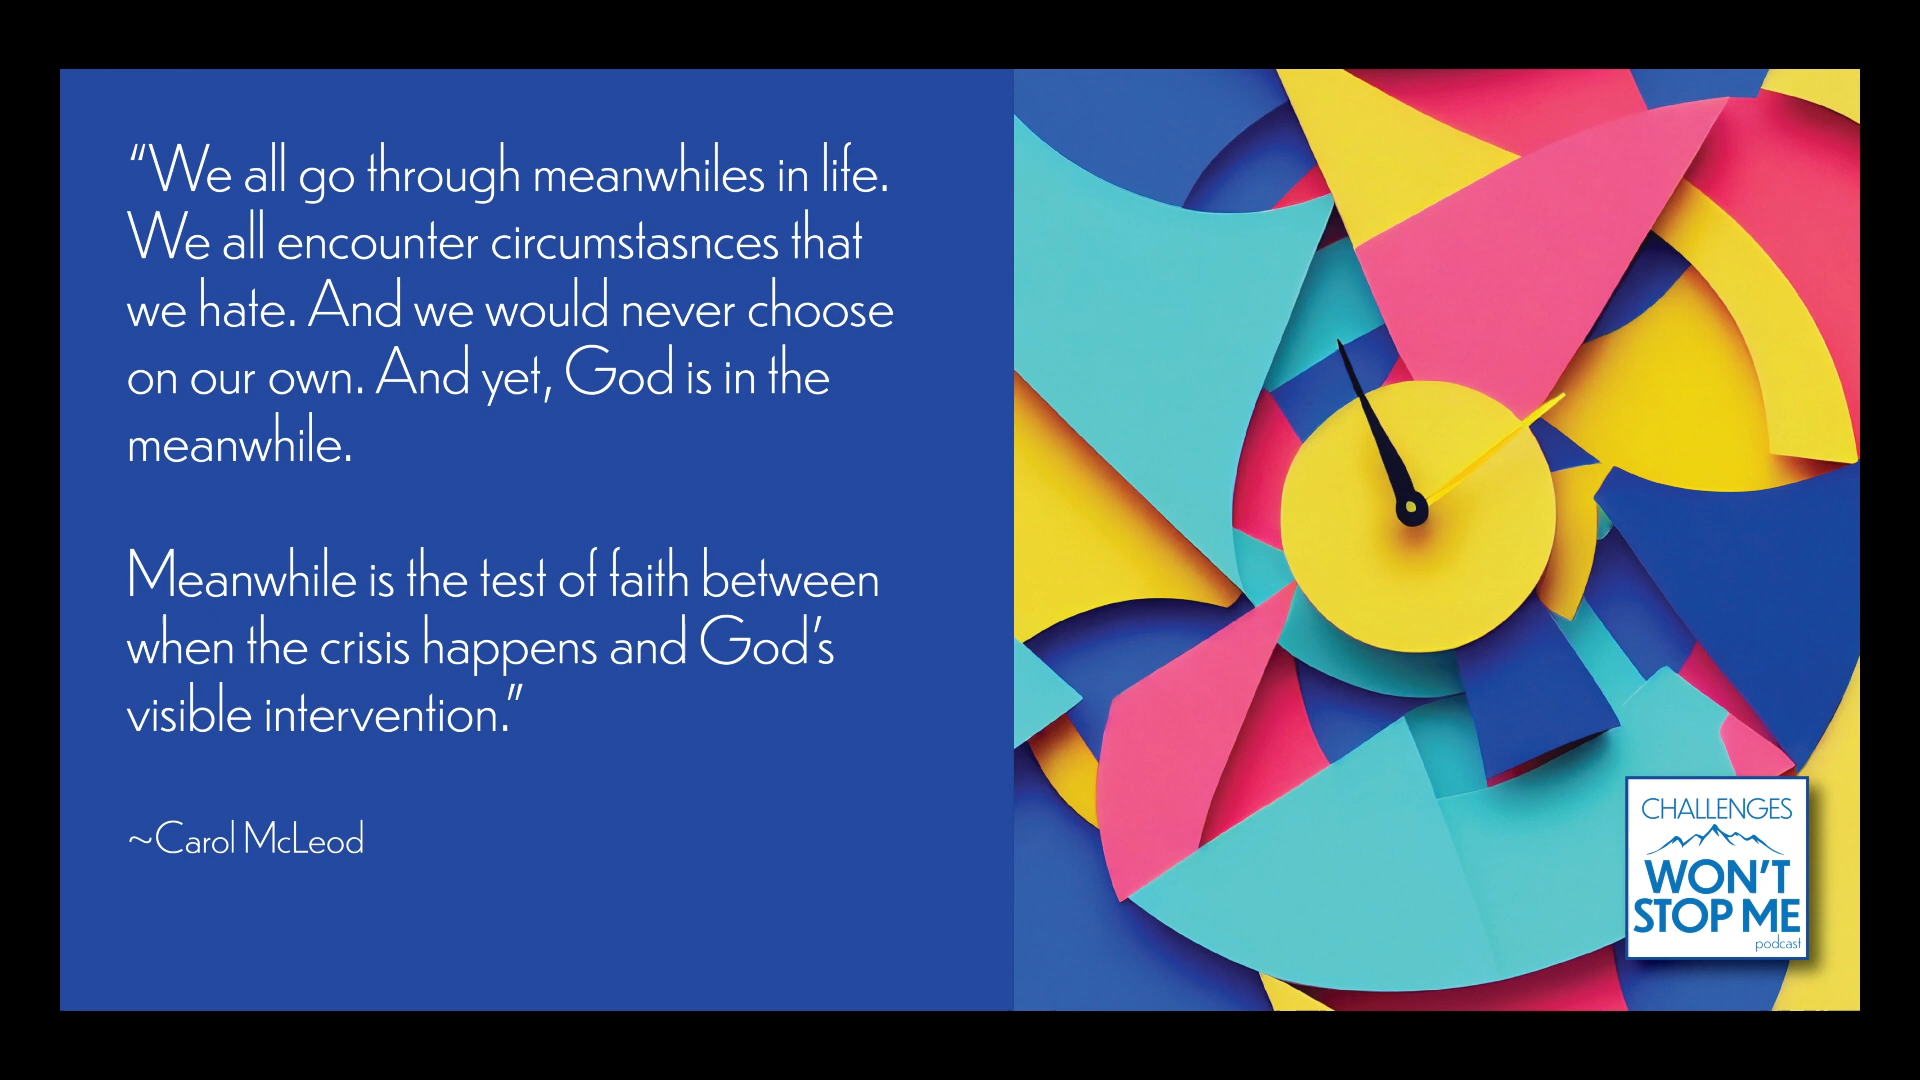 “We all go through meanwhiles in life.
We all encounter circumstasnces that
we hate. And we would never choose
on our own. And yet, God is in the
meanwhile.
Meanwhile is the test of faith between
when the crisis happens and God’s
visible intervention.”
~Carol McLeod
CHALLENGES
WON’T
STOP ME
podcast